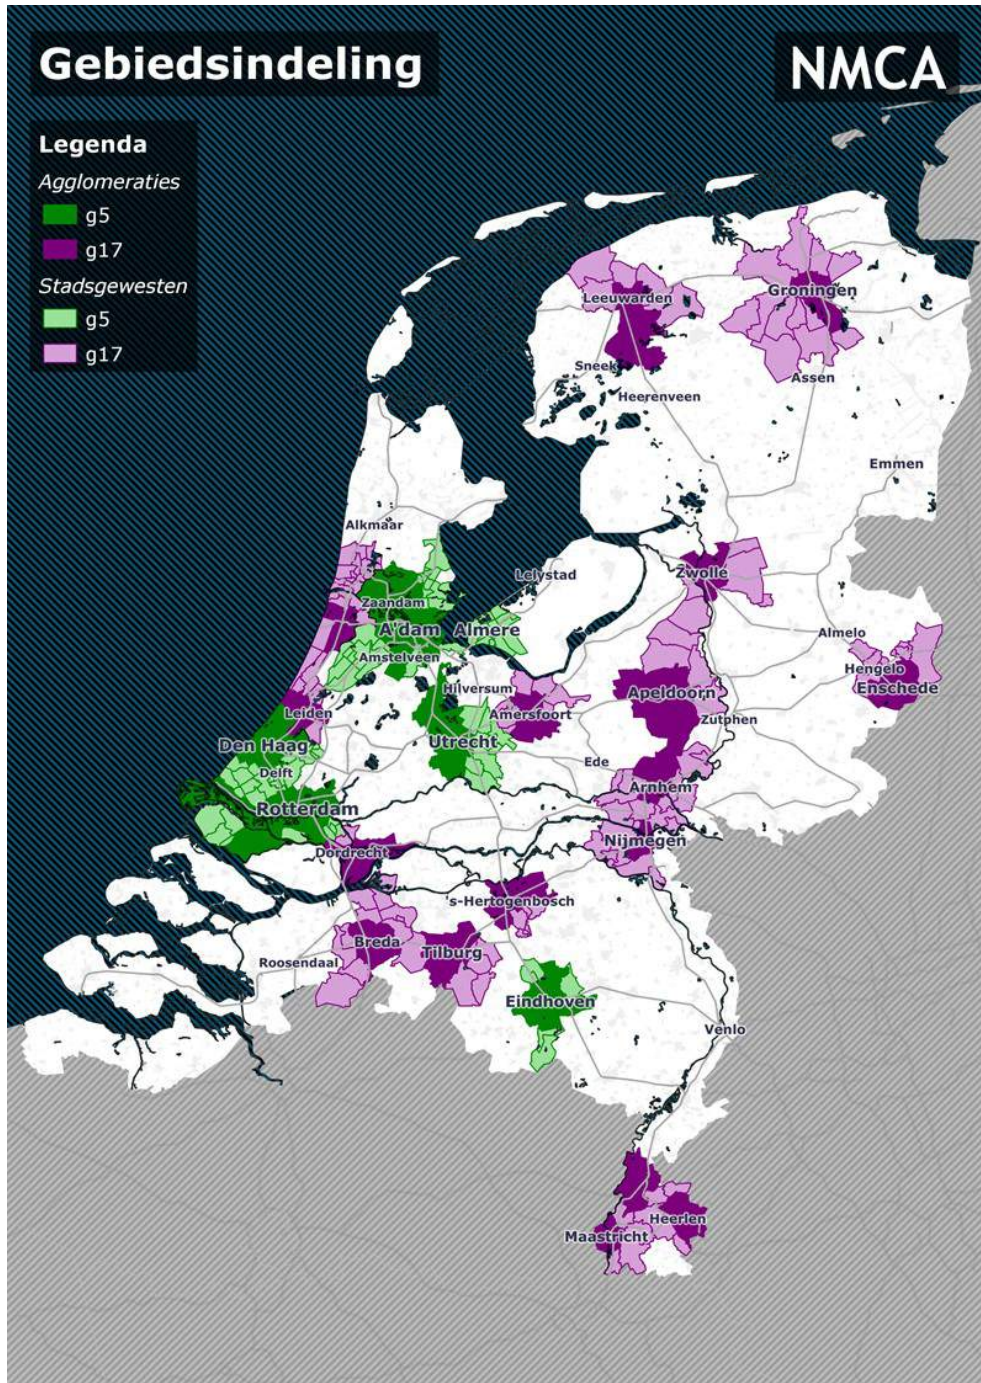 Gebiedsindeling
NMCA
Legenda
Agglomeraties
g5
g17
Stadsgewesten
g5
g17
Groningen
Leeuwarden
Sneek
Assen
Heerenveen
Emmen
Alkmaar
Zwolle
Lelystad
Zaandam
A'dam
Almere
Almelo
Amstelveen
Hengelo
Enschede
Hilversum
Apeldoorn
Leiden
Amersfoort
Zutphen
Den Haag
Utrecht
Delft
Ede
Arnhem
Rotterdam
Nijmegen
Dordrecht
's-Hertogenbosch
Breda
Tilburg
Roosendaal
Eindhoven
Venlo
Heerlen
Maastricht